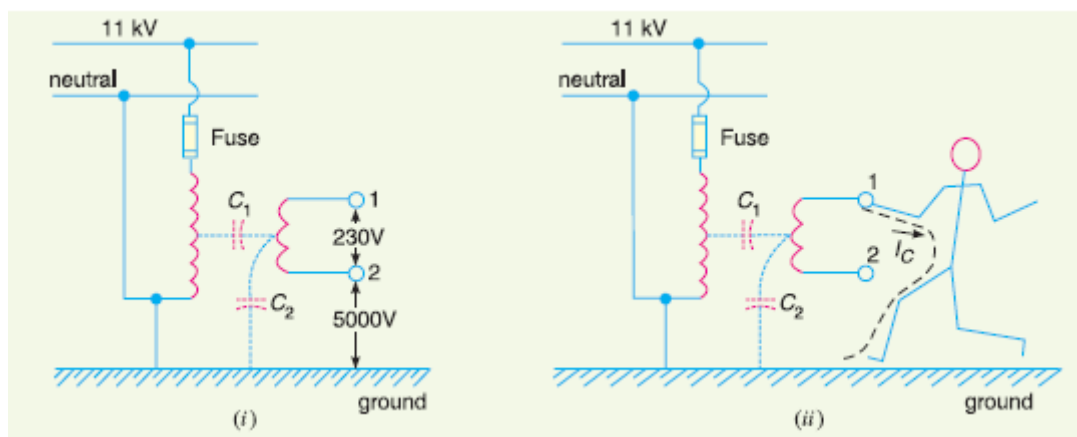 11 kV
neutral
Fuse
C1
1
230V
2
C2
5000V
ground
(i)
11 kV
neutral
Fuse
C1
1
IC
2
C2
ground
(ii)